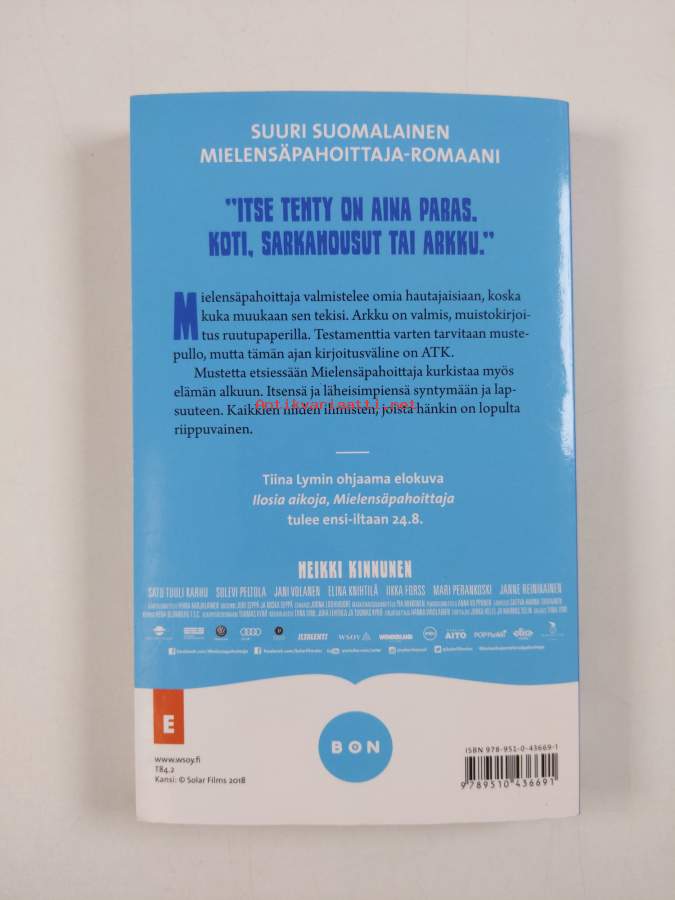 SUURI SUOMALAINEN
MIELENSÄPAHOITTAJA-ROMAANI
"ITSE TEHTY ON AINA PARAS.
KOTI, SARKAHOUSUT TAI ARKKU."
Mielensäpahoittaja valmistelee omia hautajaisiaan, koska
kuka muukaan sen tekisi. Arkku on valmis, muistokirjoi-
tus ruutupaperilla. Testamenttia varten tarvitaan muste-
pullo, mutta tämän ajan kirjoitusväline on ATK.
Mustetta etsiessään Mielensäpahoittaja kurkistaa myös
elämän alkuun. Itsensä ja läheisimpiensä syntymään ja lap-
suuteen. Kaikkien niiden ihmisten, joista hänkin on lopulta
riippuvainen.
Antikvariaatti.net
Tiina Lymin ohjaama elokuva
Ilosia aikoja, Mielensäpahoittaja
tulee ensi-iltaan 24.8.
HEIKKI KINNUNEN
SATU TUULI KARHU SULEVI PELTOLA JANI VOLANEN ELINA KNIHTILÄ IIKKA FORSS MARI PERANKOSKI JANNE REINIKAINEN
ILTALEHTI WSOY AITO
E
BON
www.wsoy.fi
T84.2
Kansi: © Solar Films 2018
ISBN 978-951-0-43669-1
9 789510 436691